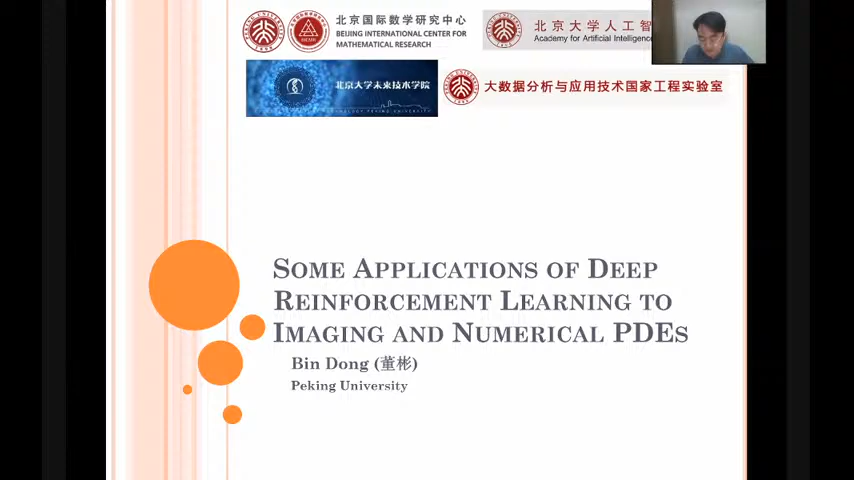 北京国际数学研究中心
BEIJING INTERNATIONAL CENTER FOR
MATHEMATICAL RESEARCH
北京大学人工智
Academy for Artificial Intelligence
北京大学未来技术学院
大数据分析与应用技术国家工程实验室
SOME APPLICATIONS OF DEEP
REINFORCEMENT LEARNING TO
IMAGING AND NUMERICAL PDES
Bin Dong (董彬)
Peking University